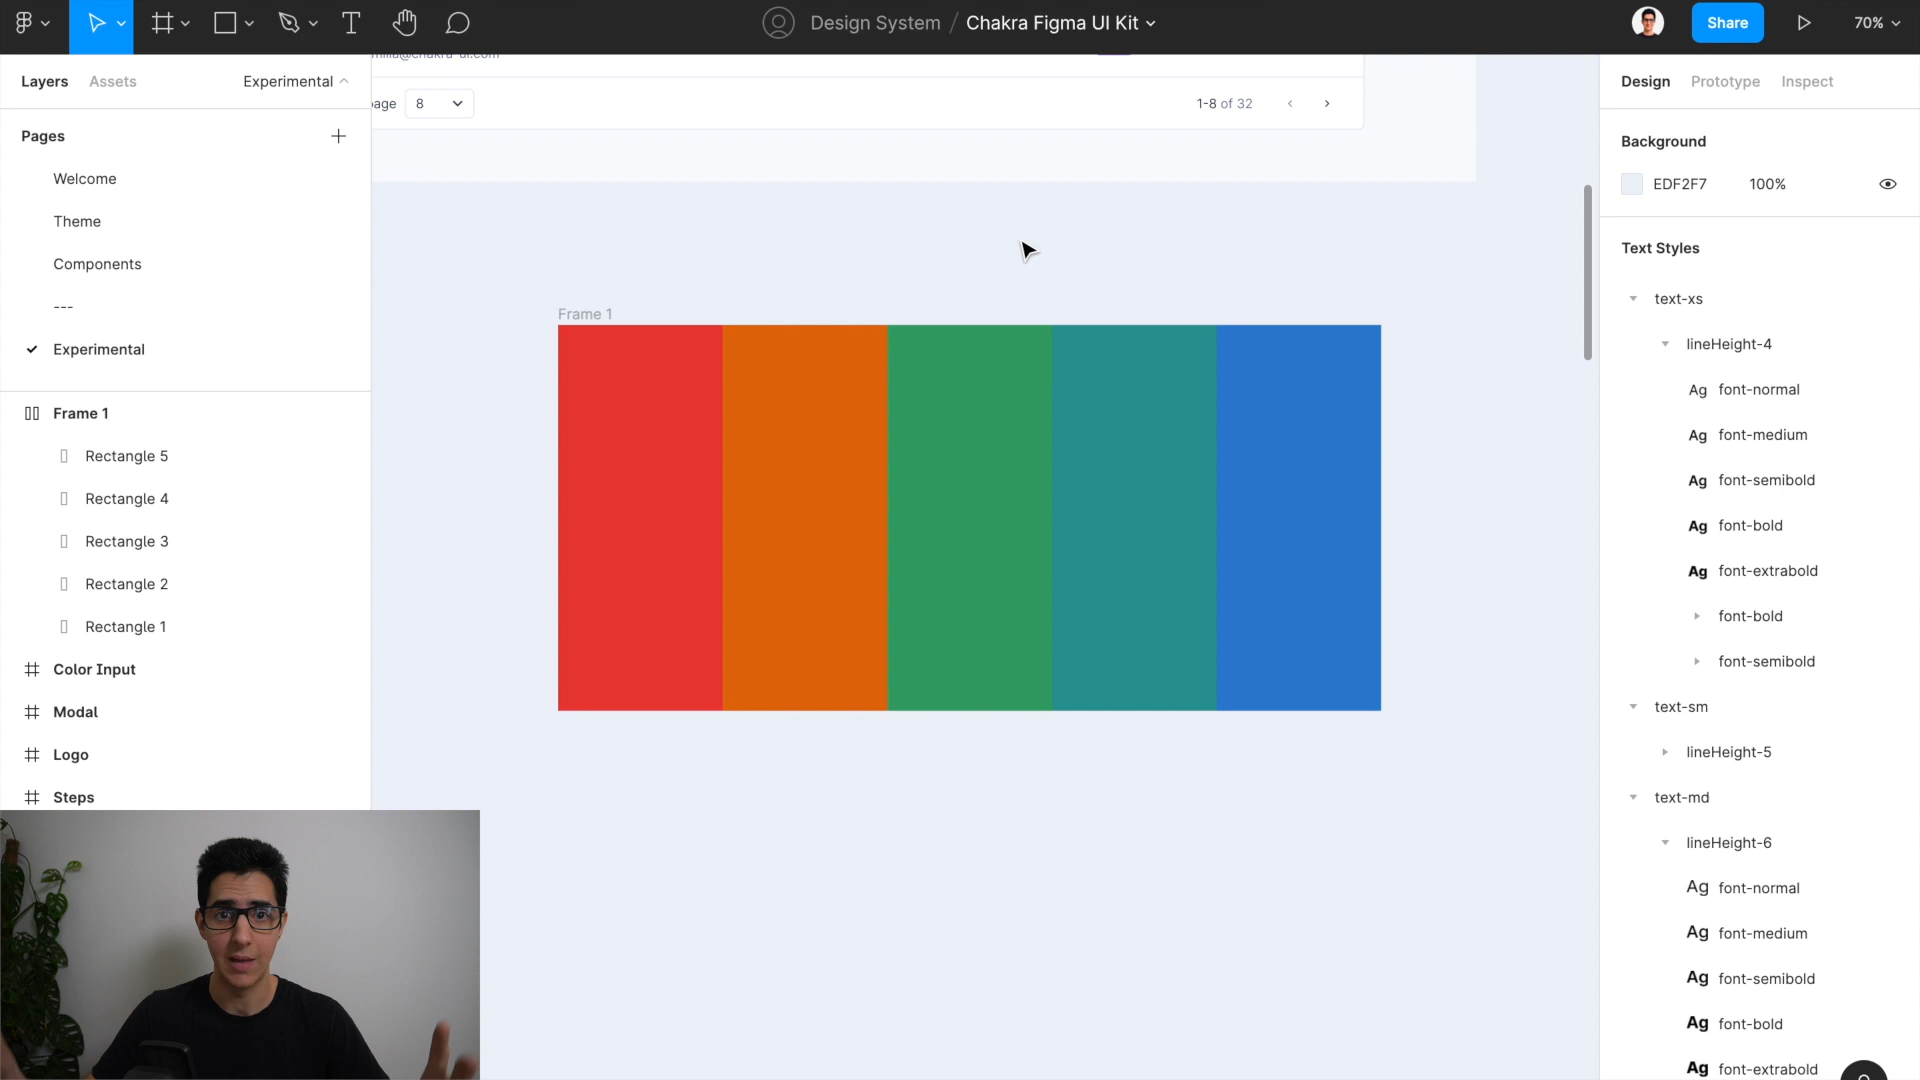 Design System / Chakra Figma UI Kit
Share
70%
Layers
Assets
Experimental
Pages
Welcome
Theme
Components
---
Experimental
Frame 1
Rectangle 5
Rectangle 4
Rectangle 3
Rectangle 2
Rectangle 1
Color Input
Modal
Logo
Steps
age
8
1-8 of 32
Frame 1
Design
Prototype
Inspect
Background
EDF2F7
100%
Text Styles
text-xs
lineHeight-4
Ag font-normal
Ag font-medium
Ag font-semibold
Ag font-bold
Ag font-extrabold
font-bold
font-semibold
text-sm
lineHeight-5
text-md
lineHeight-6
Ag font-normal
Ag font-medium
Ag font-semibold
Ag font-bold
Ag font-extrabold